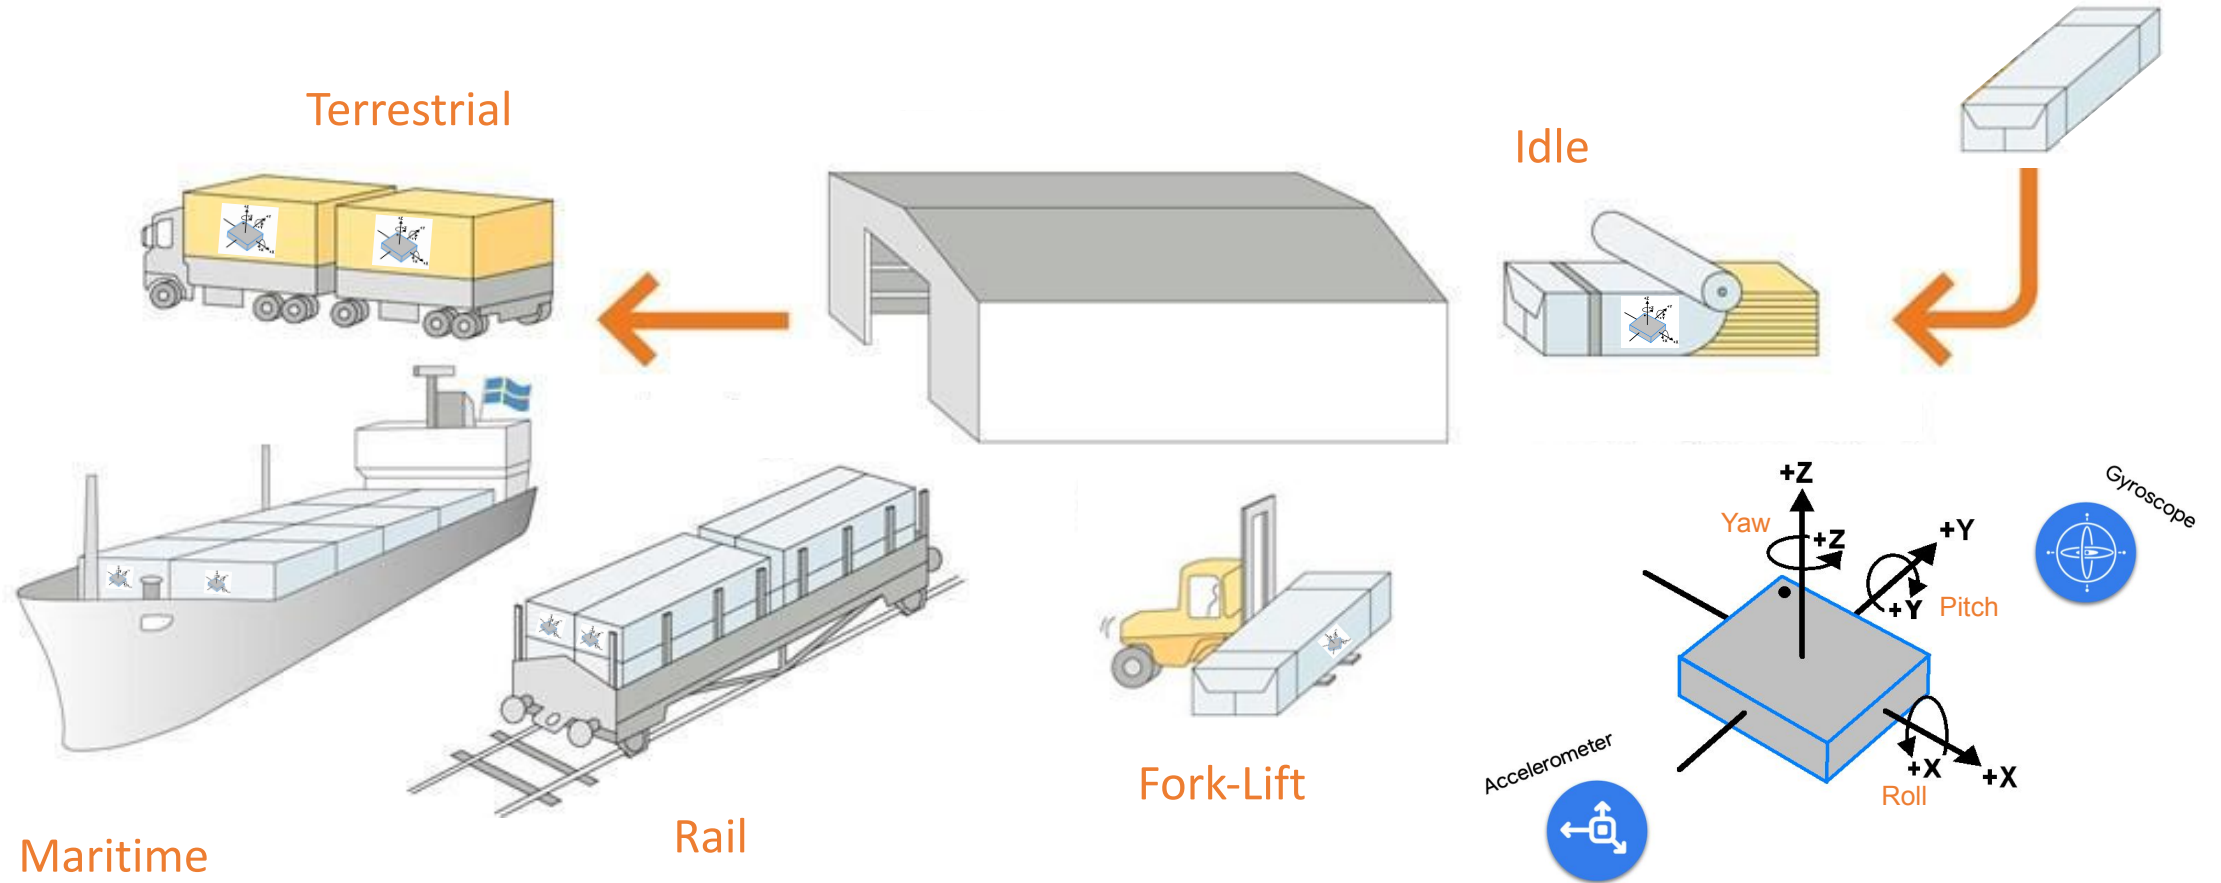 Terrestrial
Idle
+Z
Yaw
+Z
+Y
Gyroscope
+Y
Pitch
Accelerometer
+X
+X
Roll
Fork-Lift
Rail
Maritime